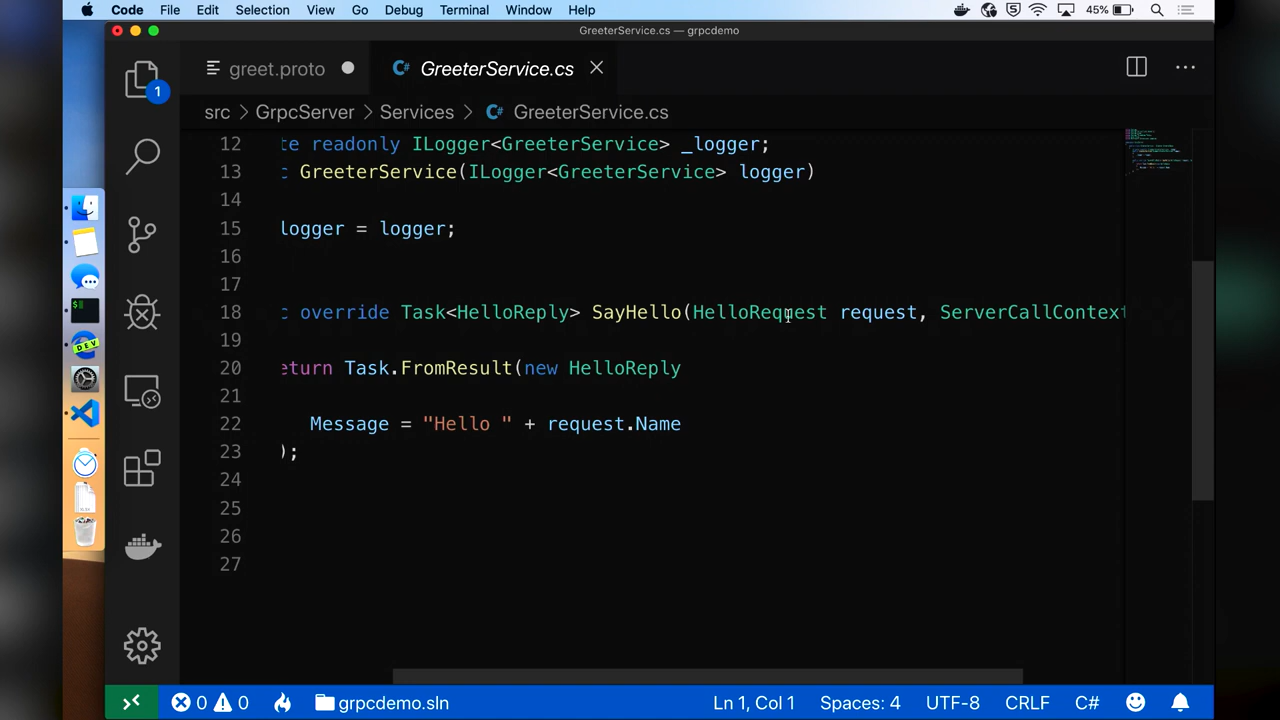 Code File Edit Selection View Go Debug Terminal Window Help 45%
GreeterService.cs — grpcdemo
greet.proto GreeterService.cs
1
src > GrpcServer > Services > GreeterService.cs
12 te readonly ILogger<GreeterService> _logger;
13 c GreeterService(ILogger<GreeterService> logger)
14
15 logger = logger;
16
17
18 c override Task<HelloReply> SayHello(HelloRequest request, ServerCallContext
19
20 eturn Task.FromResult(new HelloReply
21
22 Message = "Hello " + request.Name
23 );
24
25
26
27
DEV
0 0 grpcdemo.sln Ln 1, Col 1 Spaces: 4 UTF-8 CRLF C#